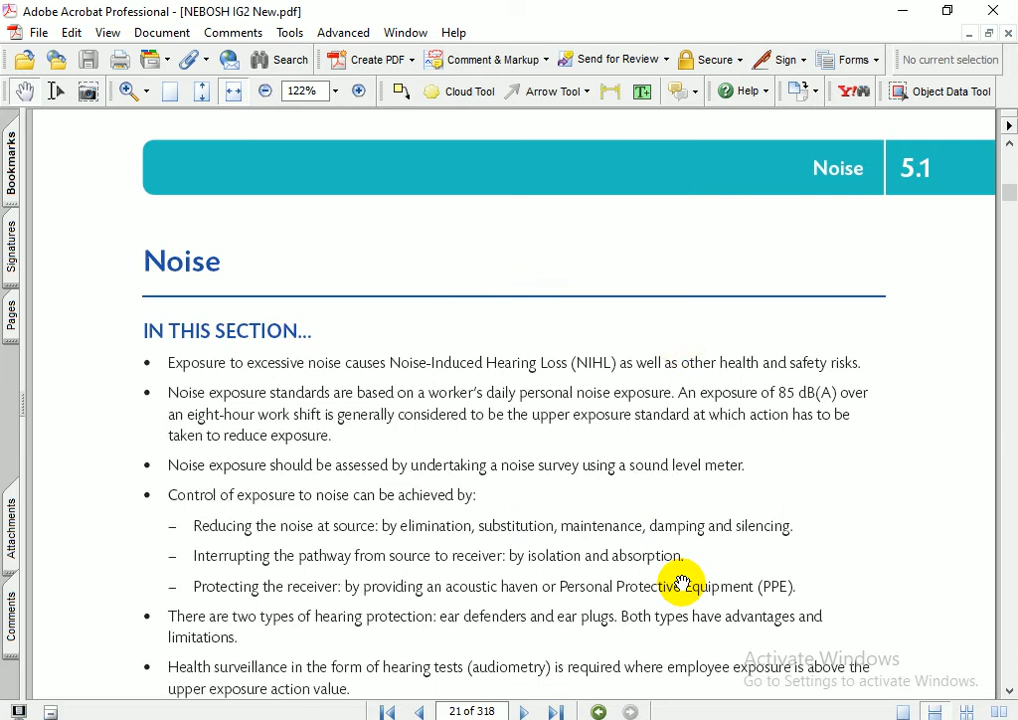 Adobe Acrobat Professional - [NEBOSH IG2 New.pdf]
File Edit View Document Comments Tools Advanced Window Help
Search Create PDF Comment & Markup Send for Review Secure Sign Forms No current selection
122% Cloud Tool Arrow Tool T Help Y! Object Data Tool
Bookmarks
Signatures
Pages
Attachments
Comments
Noise 5.1
Noise
IN THIS SECTION...
• Exposure to excessive noise causes Noise-Induced Hearing Loss (NIHL) as well as other health and safety risks.
• Noise exposure standards are based on a worker's daily personal noise exposure. An exposure of 85 dB(A) over
an eight-hour work shift is generally considered to be the upper exposure standard at which action has to be
taken to reduce exposure.
• Noise exposure should be assessed by undertaking a noise survey using a sound level meter.
• Control of exposure to noise can be achieved by:
– Reducing the noise at source: by elimination, substitution, maintenance, damping and silencing.
– Interrupting the pathway from source to receiver: by isolation and absorption.
– Protecting the receiver: by providing an acoustic haven or Personal Protective Equipment (PPE).
• There are two types of hearing protection: ear defenders and ear plugs. Both types have advantages and
limitations.
• Health surveillance in the form of hearing tests (audiometry) is required where employee exposure is above the
upper exposure action value.
Activate Windows
Go to Settings to activate Windows.
21 of 318